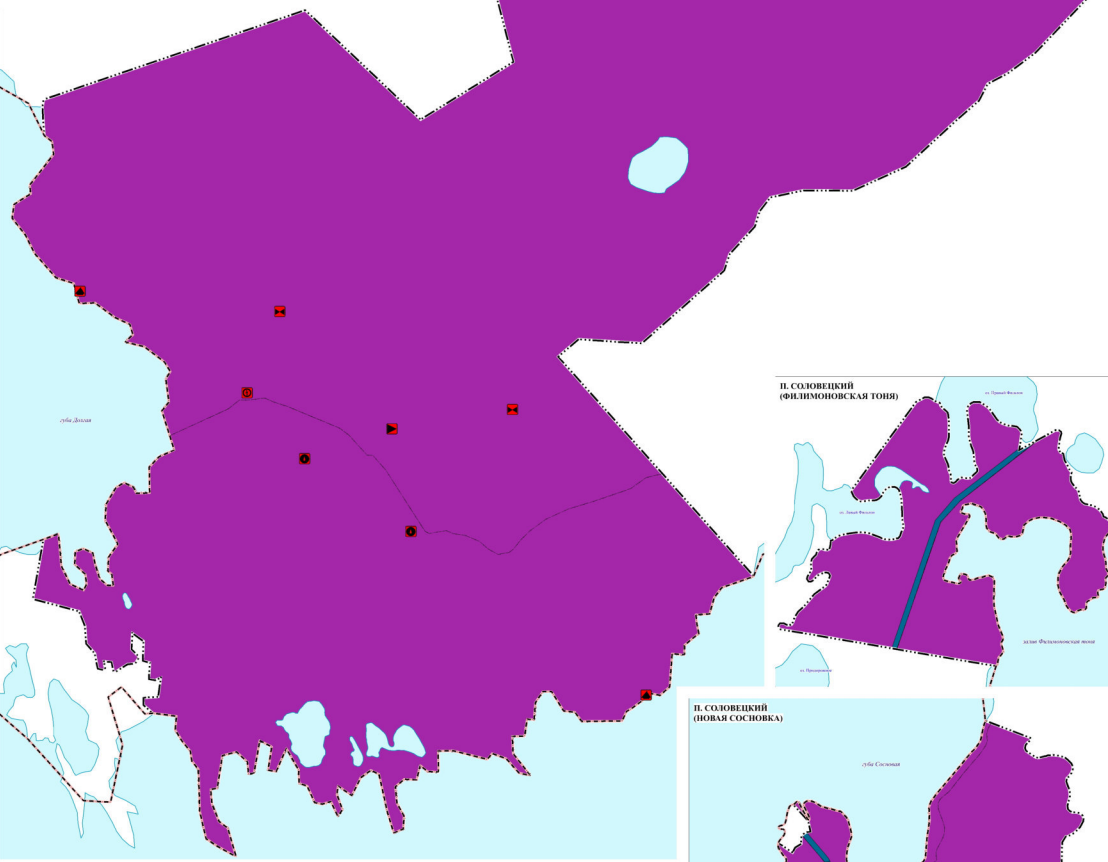 губа Долгая
П. СОЛОВЕЦКИЙ
(ФИЛИМОНОВСКАЯ ТОНЯ)
залив Филимоновская тоня
П. СОЛОВЕЦКИЙ
(НОВАЯ СОСНОВКА)
губа Сосновая